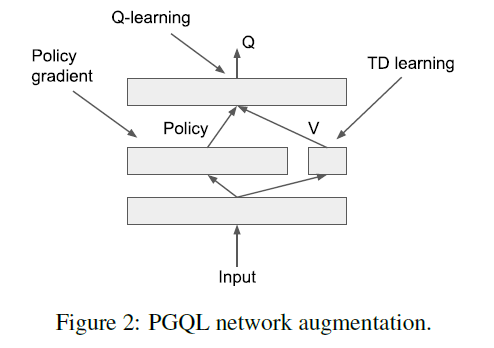 Q-learning
Q
Policy
gradient
TD learning
Policy
V
Input
Figure 2: PGQL network augmentation.